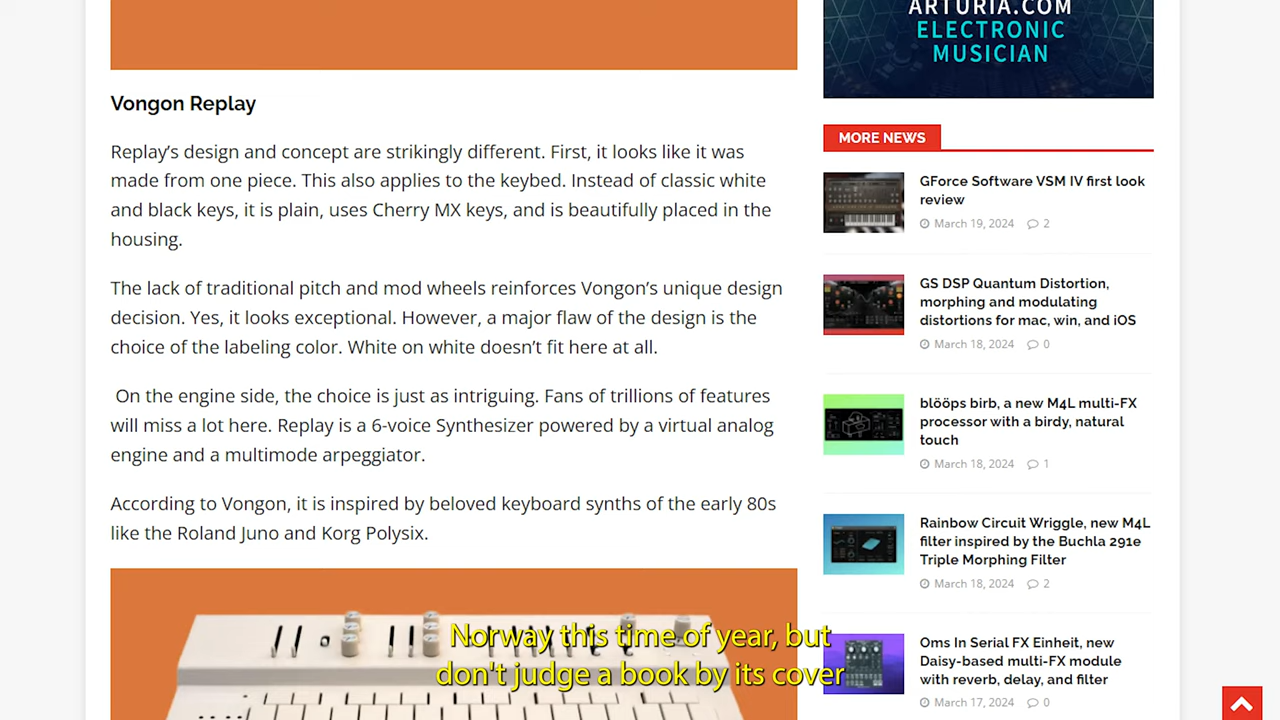 ARTURIA.COM
ELECTRONIC
MUSICIAN
Vongon Replay
Replay’s design and concept are strikingly different. First, it looks like it was
made from one piece. This also applies to the keybed. Instead of classic white
and black keys, it is plain, uses Cherry MX keys, and is beautifully placed in the
housing.
The lack of traditional pitch and mod wheels reinforces Vongon’s unique design
decision. Yes, it looks exceptional. However, a major flaw of the design is the
choice of the labeling color. White on white doesn’t fit here at all.
On the engine side, the choice is just as intriguing. Fans of trillions of features
will miss a lot here. Replay is a 6-voice Synthesizer powered by a virtual analog
engine and a multimode arpeggiator.
According to Vongon, it is inspired by beloved keyboard synths of the early 80s
like the Roland Juno and Korg Polysix.
MORE NEWS
GForce Software VSM IV first look
review
March 19, 2024 2
GS DSP Quantum Distortion,
morphing and modulating
distortions for mac, win, and iOS
March 18, 2024 0
blööps birb, a new M4L multi-FX
processor with a birdy, natural
touch
March 18, 2024 1
Rainbow Circuit Wriggle, new M4L
filter inspired by the Buchla 291e
Triple Morphing Filter
March 18, 2024 2
Oms In Serial FX Einheit, new
Daisy-based multi-FX module
with reverb, delay, and filter
March 17, 2024 0
Norway this time of year, but
don't judge a book by its cover